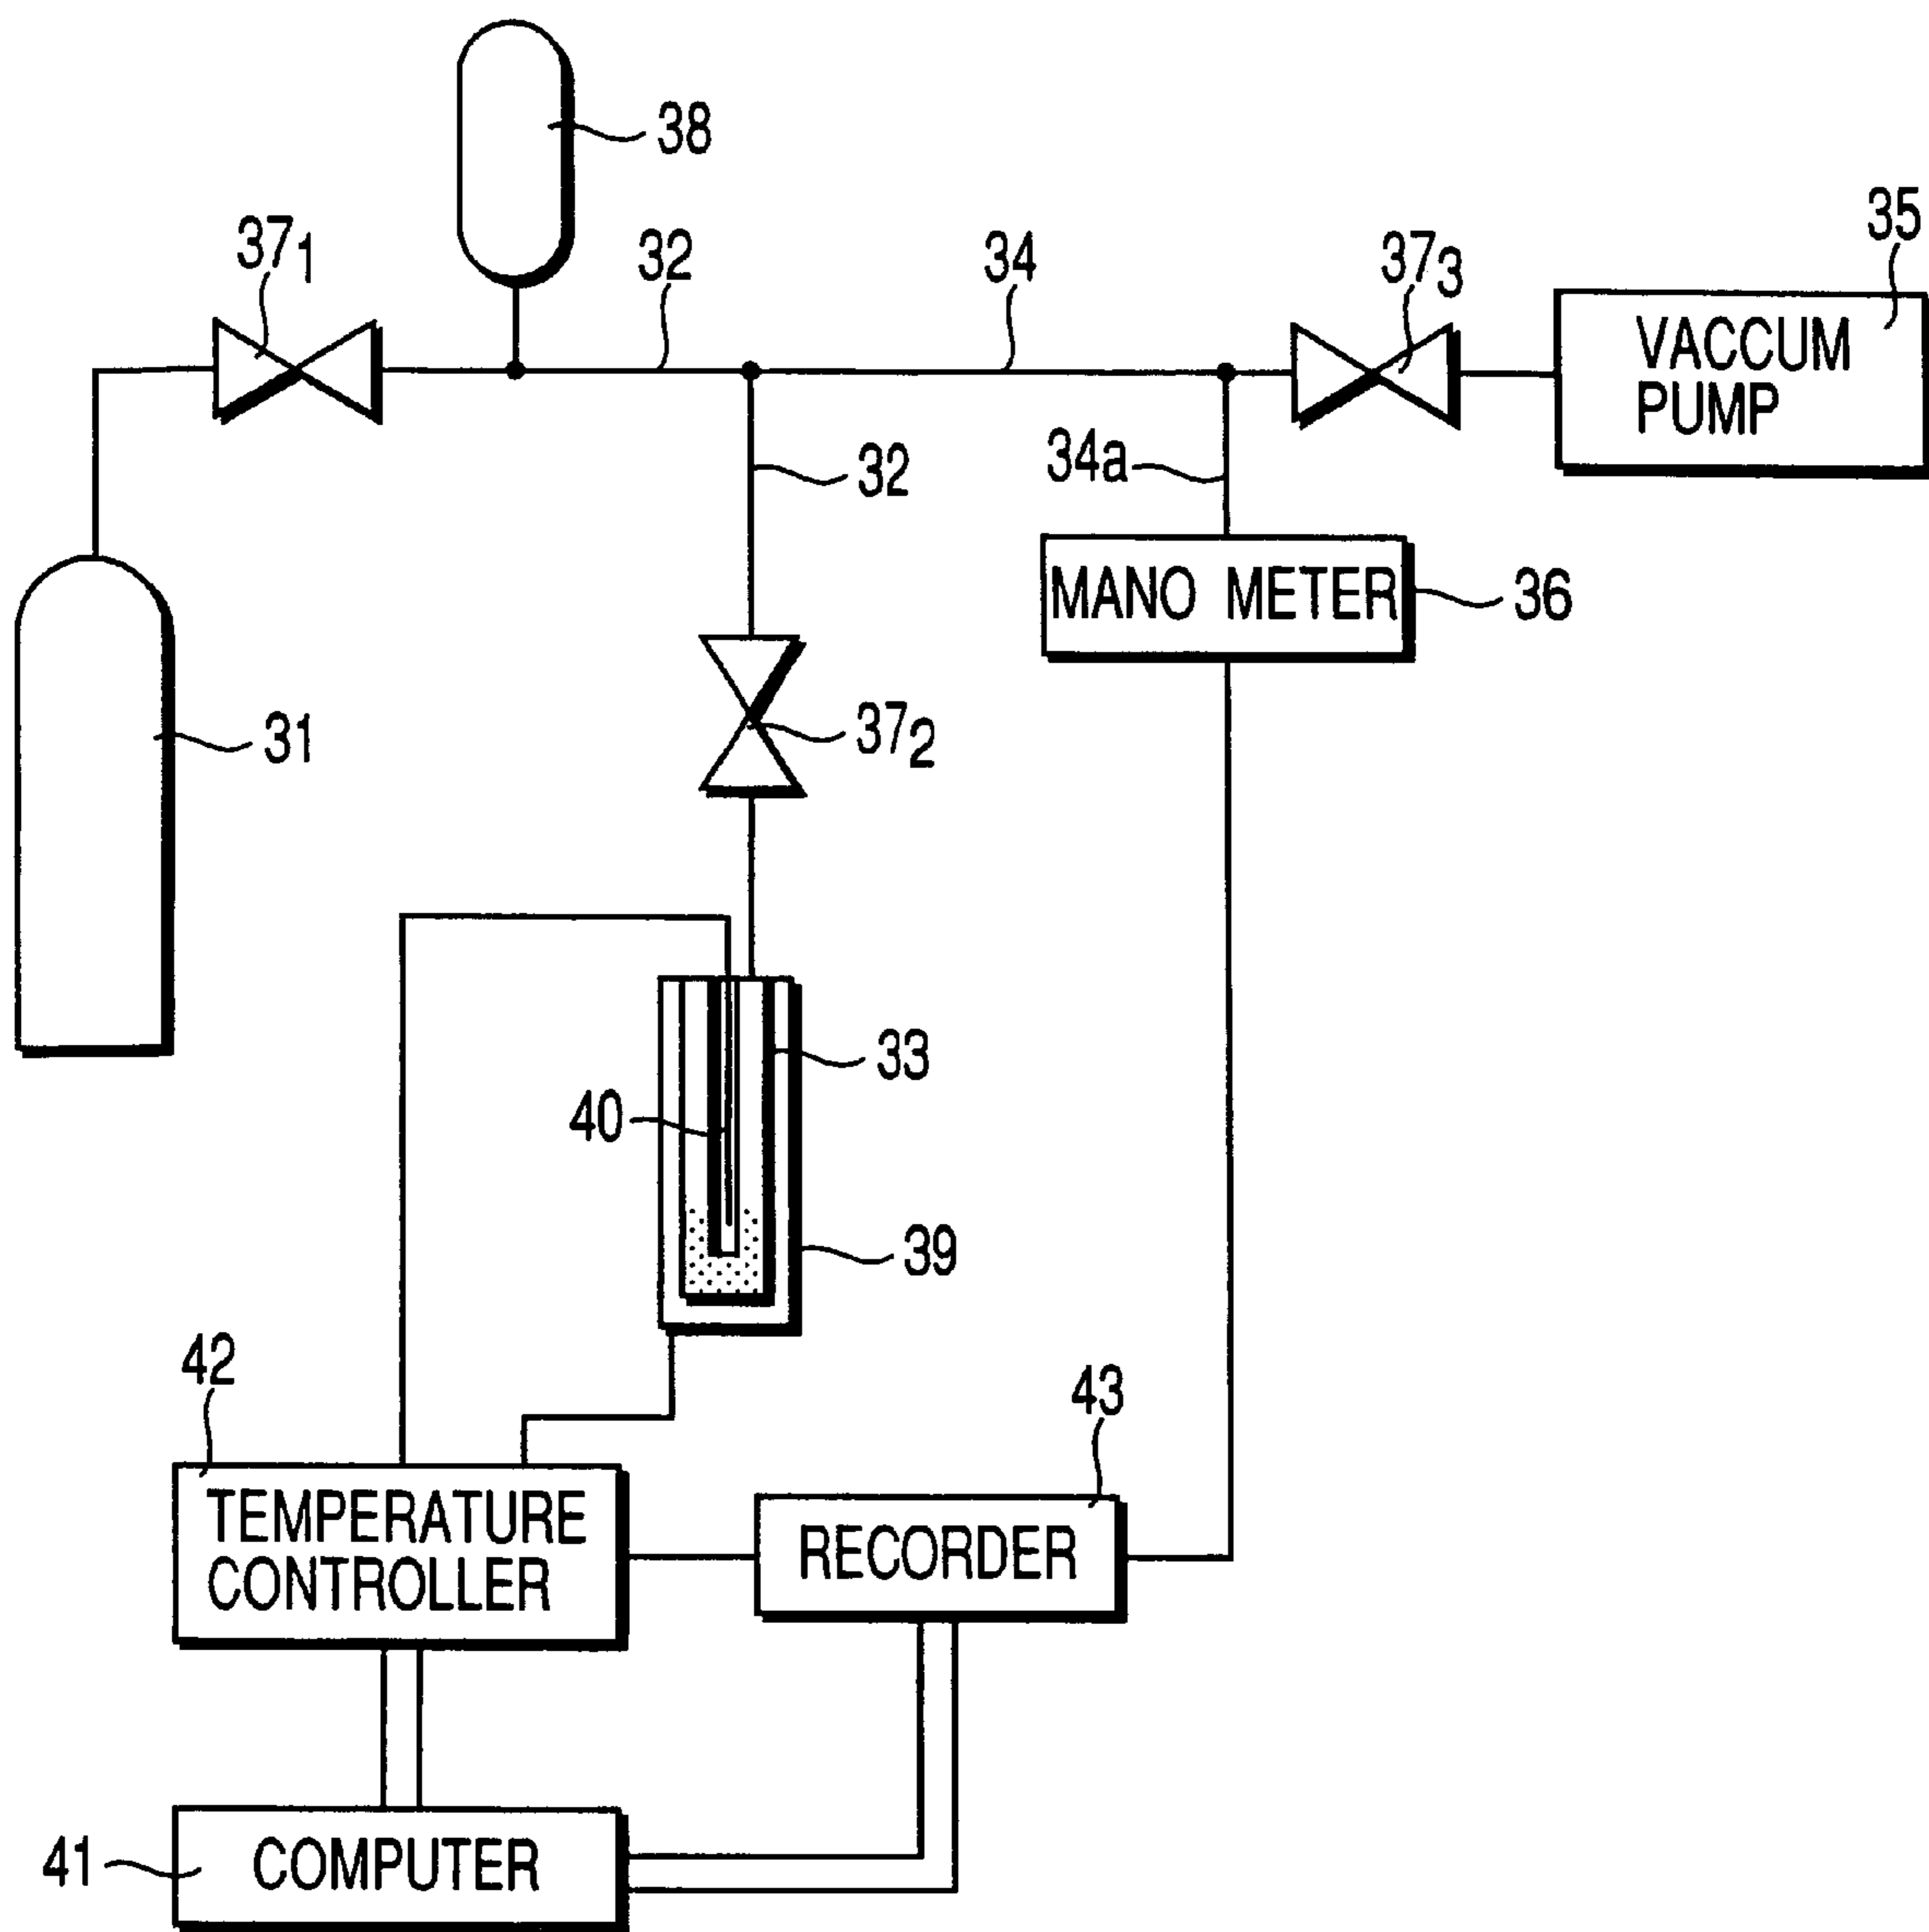 38
35
37₁
32
34
37₃
VACCUM
PUMP
32
34a
MANO METER
36
31
37₂
33
40
39
42
43
TEMPERATURE
CONTROLLER
RECORDER
41
COMPUTER